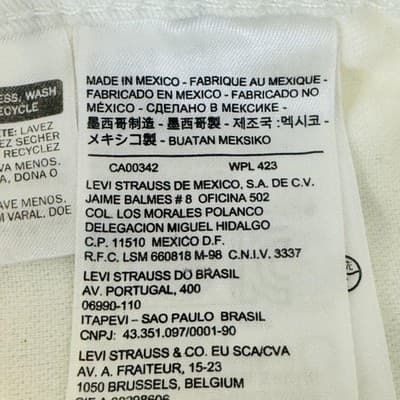 ESS, WASH
ECYCLE
ETE: LAVEZ
SECHER
RECYCLEZ
VA MENOS.
A, DONA O
AVE MENOS.
M VARAL, DOE
MADE IN MEXICO - FABRIQUE AU MEXIQUE -
FABRICADO EN MEXICO - FABRICADO NO
MÉXICO - СДЕЛАНО В МЕКСИКЕ -
墨西哥制造 - 墨西哥製 - 제조국 :멕시코 -
メキシコ製 - BUATAN MEKSIKO
CA00342 WPL 423
LEVI STRAUSS DE MEXICO, S.A. DE C.V.
JAIME BALMES # 8 OFICINA 502
COL. LOS MORALES POLANCO
DELEGACION MIGUEL HIDALGO
C.P. 11510 MEXICO D.F.
R.F.C. LSM 660818 M-98 C.N.I.V. 3337
LEVI STRAUSS DO BRASIL
AV. PORTUGAL, 400
06990-110
ITAPEVI – SAO PAULO BRASIL
CNPJ: 43.351.097/0001-90
LEVI STRAUSS & CO. EU SCA/CVA
AV. A. FRAITEUR, 15-23
1050 BRUSSELS, BELGIUM